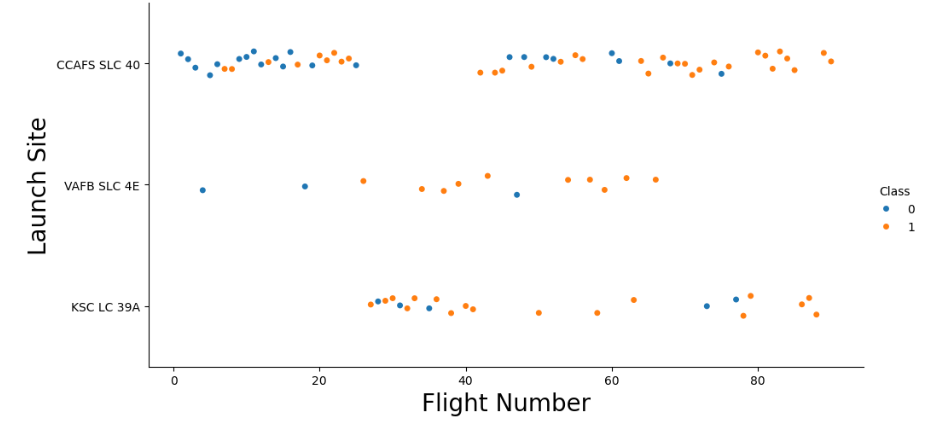 CCAFS SLC 40
VAFB SLC 4E
KSC LC 39A
Launch Site
0 20 40 60 80
Flight Number
Class
0
1